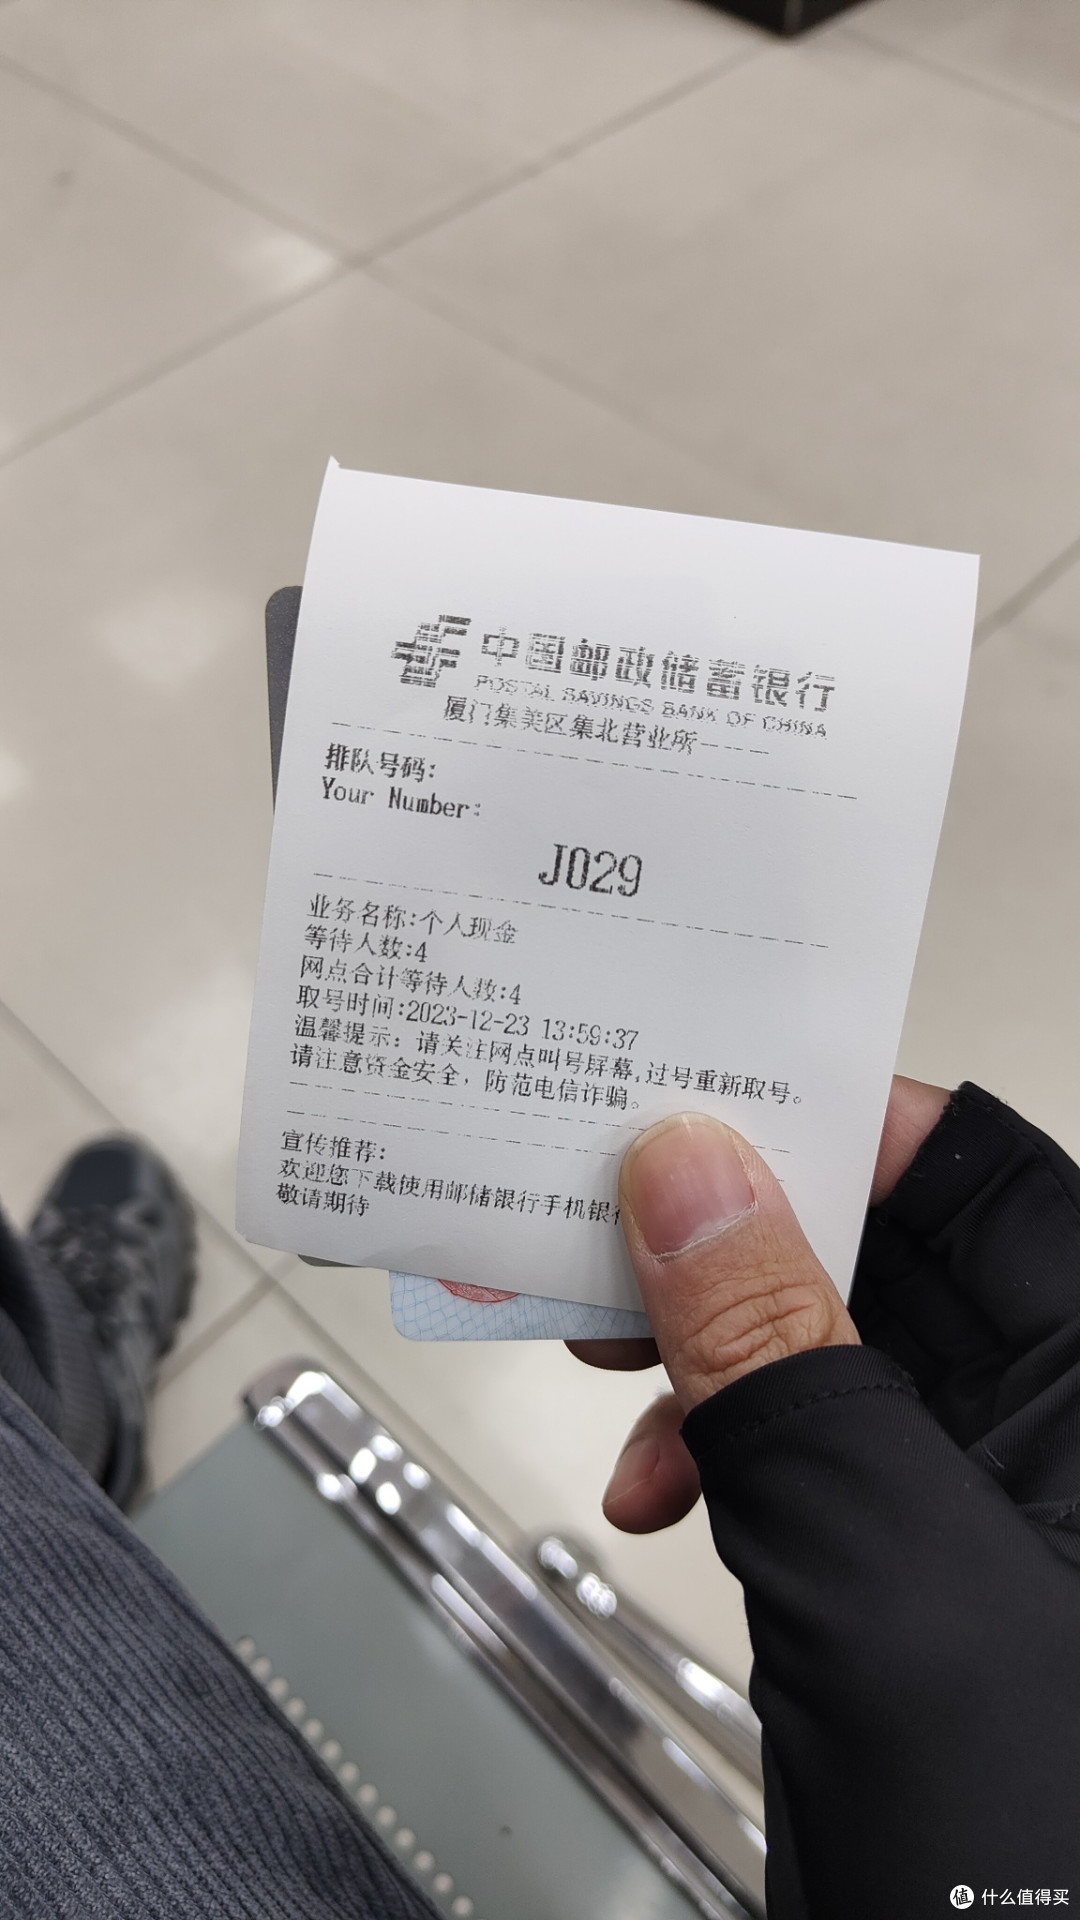 中国邮政储蓄银行
POSTAL SAVINGS BANK OF CHINA
厦门集美区集北营业所----
排队号码:
Your Number:
J029
业务名称:个人现金
等待人数:4
网点合计等待人数:4
取号时间:2023-12-23 13:59:37
温馨提示：请关注网点叫号屏幕,过号重新取号。
请注意资金安全，防范电信诈骗。
宣传推荐:
欢迎您下载使用邮储银行手机银
敬请期待
值 什么值得买